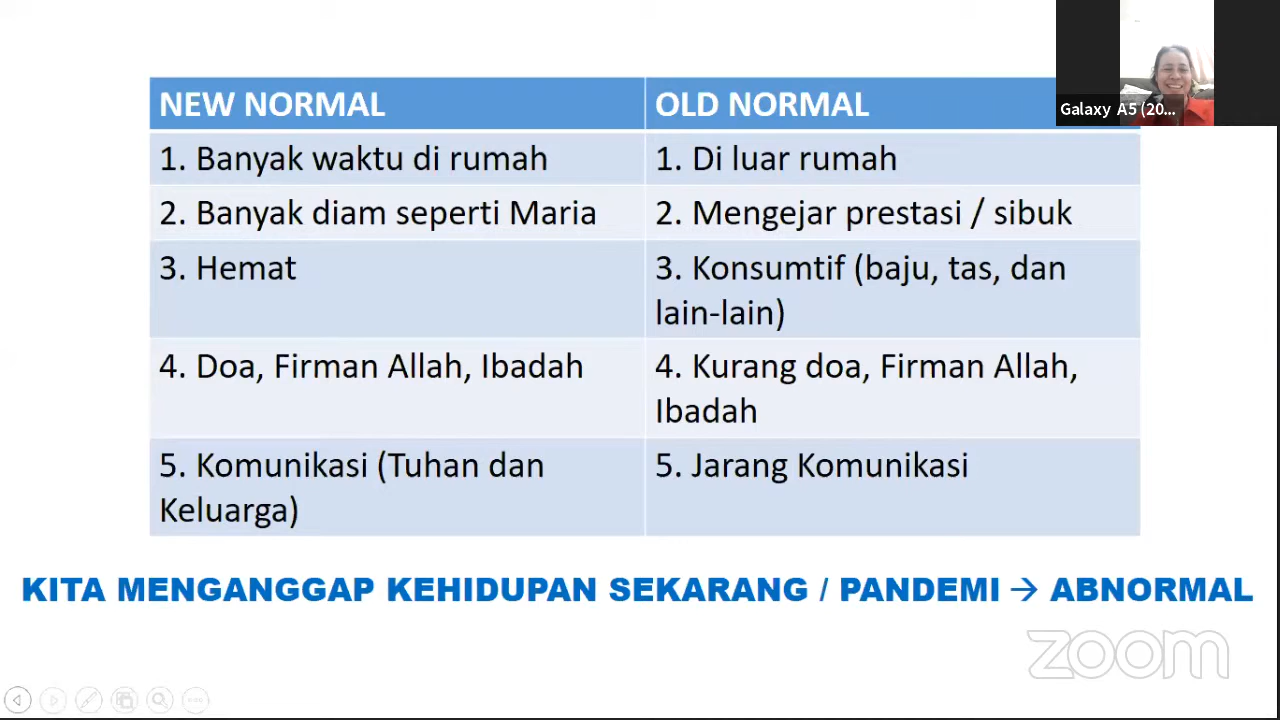 NEW NORMAL
OLD NORMAL
Galaxy A5 (20...
1. Banyak waktu di rumah
1. Di luar rumah
2. Banyak diam seperti Maria
2. Mengejar prestasi / sibuk
3. Hemat
3. Konsumtif (baju, tas, dan
lain-lain)
4. Doa, Firman Allah, Ibadah
4. Kurang doa, Firman Allah,
Ibadah
5. Komunikasi (Tuhan dan
Keluarga)
5. Jarang Komunikasi
KITA MENGANGGAP KEHIDUPAN SEKARANG / PANDEMI → ABNORMAL
zoom